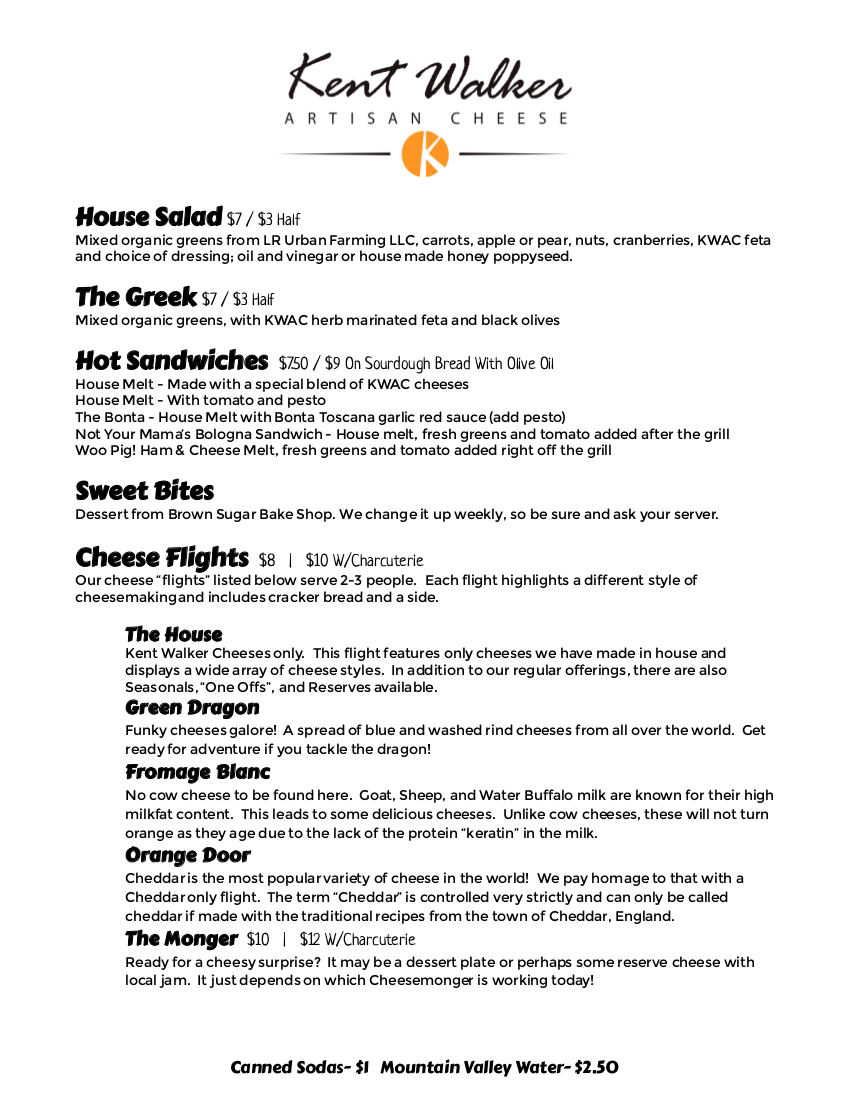 Kent Walker
ARTISAN CHEESE
K
House Salad $7 / $3 Half
Mixed organic greens from LR Urban Farming LLC, carrots, apple or pear, nuts, cranberries, KWAC feta
and choice of dressing; oil and vinegar or house made honey poppyseed.
The Greek $7 / $3 Half
Mixed organic greens, with KWAC herb marinated feta and black olives
Hot Sandwiches $7.50 / $9 On Sourdough Bread With Olive Oil
House Melt - Made with a special blend of KWAC cheeses
House Melt - With tomato and pesto
The Bonta - House Melt with Bonta Toscana garlic red sauce (add pesto)
Not Your Mama's Bologna Sandwich - House melt, fresh greens and tomato added after the grill
Woo Pig! Ham & Cheese Melt, fresh greens and tomato added right off the grill
Sweet Bites
Dessert from Brown Sugar Bake Shop. We change it up weekly, so be sure and ask your server.
Cheese Flights $8 | $10 W/Charcuterie
Our cheese "flights" listed below serve 2-3 people. Each flight highlights a different style of
cheesemaking and includes cracker bread and a side.
The House
Kent Walker Cheeses only. This flight features only cheeses we have made in house and
displays a wide array of cheese styles. In addition to our regular offerings, there are also
Seasonals, "One Offs", and Reserves available.
Green Dragon
Funky cheeses galore! A spread of blue and washed rind cheeses from all over the world. Get
ready for adventure if you tackle the dragon!
Fromage Blanc
No cow cheese to be found here. Goat, Sheep, and Water Buffalo milk are known for their high
milkfat content. This leads to some delicious cheeses. Unlike cow cheeses, these will not turn
orange as they age due to the lack of the protein "keratin" in the milk.
Orange Door
Cheddar is the most popular variety of cheese in the world! We pay homage to that with a
Cheddar only flight. The term "Cheddar" is controlled very strictly and can only be called
cheddar if made with the traditional recipes from the town of Cheddar, England.
The Monger $10 | $12 W/Charcuterie
Ready for a cheesy surprise? It may be a dessert plate or perhaps some reserve cheese with
local jam. It just depends on which Cheesemonger is working today!
Canned Sodas- $1 Mountain Valley Water- $2.50